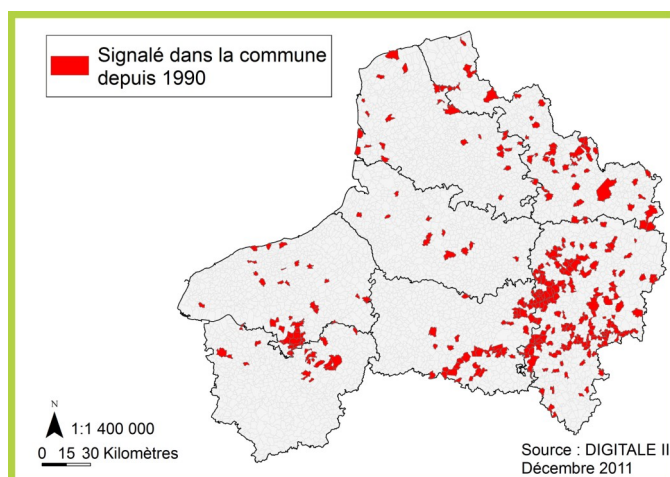 Signalé dans la commune
depuis 1990
N
1:1 400 000
0 15 30 Kilomètres
Source : DIGITALE II
Décembre 2011